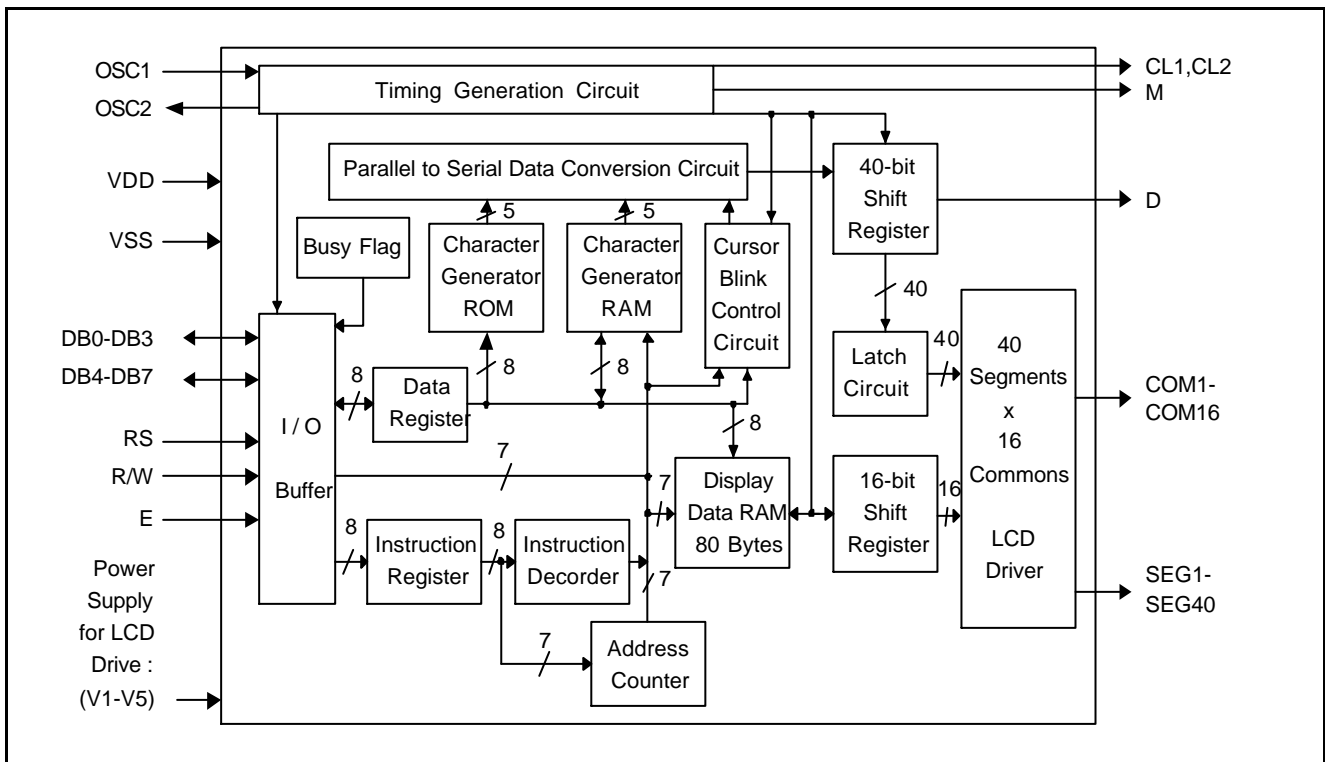 OSC1
OSC2
VDD
VSS
DB0-DB3
DB4-DB7
RS
R/W
E
Power
Supply
for LCD
Drive :
(V1-V5)
Timing Generation Circuit
Parallel to Serial Data Conversion Circuit
40-bit
Shift
Register
Busy Flag
5
Character
Generator
ROM
8
5
Character
Generator
RAM
8
Cursor
Blink
Control
Circuit
40
Latch
Circuit
40
I / O
Buffer
8
Data
Register
8
7
7
Display
Data RAM
80 Bytes
16-bit
Shift
Register
16
8
Instruction
Register
8
Instruction
Decorder
7
7
Address
Counter
40
Segments
x
16
Commons
LCD
Driver
CL1,CL2
M
D
COM1-
COM16
SEG1-
SEG40